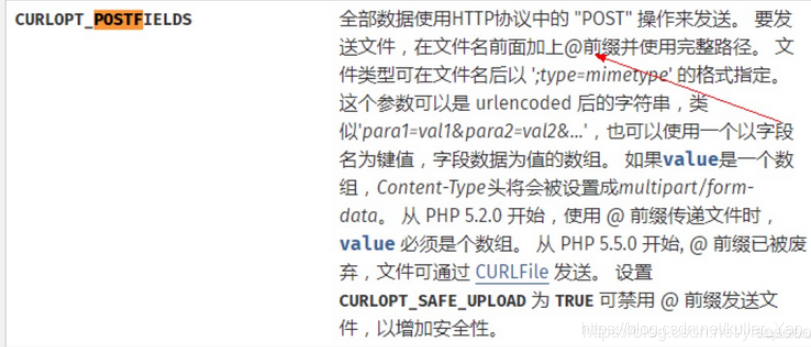 CURLOPT_POSTFIELDS
全部数据使用HTTP协议中的 "POST" 操作来发送。 要发
送文件，在文件名前面加上@前缀并使用完整路径。 文
件类型可在文件名后以 ';type=mimetype' 的格式指定。
这个参数可以是 urlencoded 后的字符串，类
似'para1=val1&para2=val2&...'，也可以使用一个以字段
名为键值，字段数据为值的数组。 如果value是一个数
组，Content-Type头将会被设置成multipart/form-
data。 从 PHP 5.2.0 开始，使用 @ 前缀传递文件时，
value 必须是个数组。 从 PHP 5.5.0 开始, @ 前缀已被废
弃，文件可通过 CURLFile 发送。 设置
CURLOPT_SAFE_UPLOAD 为 TRUE 可禁用 @ 前缀发送文
件，以增加安全性。